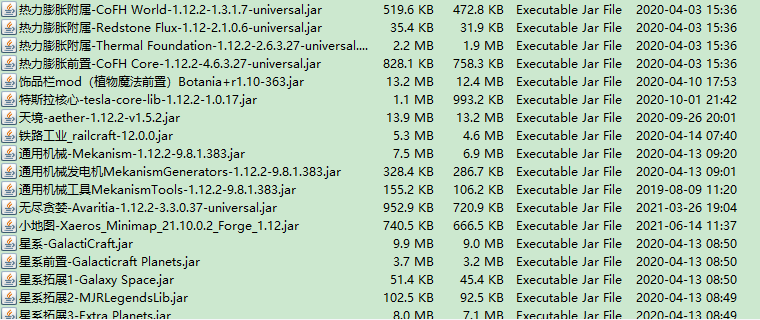 热力膨胀附属-CoFH World-1.12.2-1.3.1.7-universal.jar 519.6 KB 472.8 KB Executable Jar File 2020-04-03 15:36
热力膨胀附属-Redstone Flux-1.12-2.1.0.6-universal.jar 35.4 KB 31.9 KB Executable Jar File 2020-04-03 15:36
热力膨胀附属-Thermal Foundation-1.12.2-2.6.3.27-universal.... 2.2 MB 1.9 MB Executable Jar File 2020-04-03 15:36
热力膨胀前置-CoFH Core-1.12.2-4.6.3.27-universal.jar 828.1 KB 758.3 KB Executable Jar File 2020-04-03 15:36
饰品栏mod（植物魔法前置）Botania+r1.10-363.jar 13.2 MB 12.4 MB Executable Jar File 2020-04-10 17:53
特斯拉核心-tesla-core-lib-1.12.2-1.0.17.jar 1.1 MB 993.2 KB Executable Jar File 2020-10-01 21:42
天境-aether-1.12.2-v1.5.2.jar 13.9 MB 13.2 MB Executable Jar File 2020-09-26 20:01
铁路工业_railcraft-12.0.0.jar 5.3 MB 4.6 MB Executable Jar File 2020-04-14 07:40
通用机械-Mekanism-1.12.2-9.8.1.383.jar 7.5 MB 6.9 MB Executable Jar File 2020-04-13 09:20
通用机械发电机MekanismGenerators-1.12.2-9.8.1.383.jar 328.4 KB 286.7 KB Executable Jar File 2020-04-13 09:01
通用机械工具MekanismTools-1.12.2-9.8.1.383.jar 155.2 KB 106.2 KB Executable Jar File 2019-08-09 11:20
无尽贪婪-Avaritia-1.12.2-3.3.0.37-universal.jar 952.9 KB 720.9 KB Executable Jar File 2021-03-26 19:04
小地图-Xaeros_Minimap_21.10.0.2_Forge_1.12.jar 740.5 KB 666.5 KB Executable Jar File 2021-06-14 11:37
星系-GalactiCraft.jar 9.9 MB 9.0 MB Executable Jar File 2020-04-13 08:50
星系前置-Galacticraft Planets.jar 3.7 MB 3.2 MB Executable Jar File 2020-04-13 08:50
星系拓展1-Galaxy Space.jar 51.4 KB 45.4 KB Executable Jar File 2020-04-13 08:50
星系拓展2-MJRLegendsLib.jar 102.5 KB 92.5 KB Executable Jar File 2020-04-13 08:49
星系拓展3-Extra Planets.jar 8.0 MB 7.1 MB Executable Jar File 2020-04-13 08:49